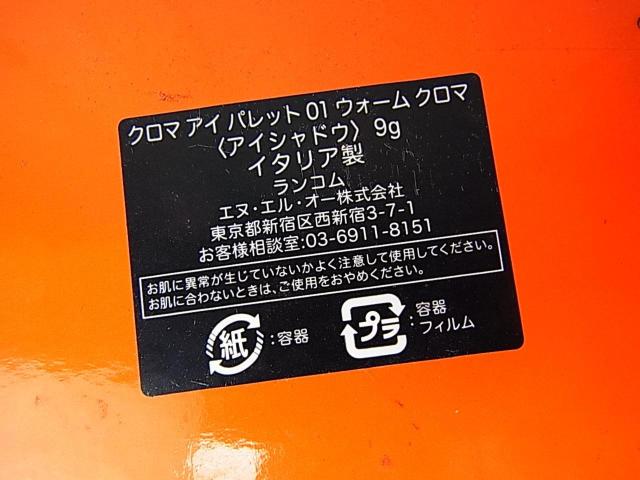 クロマ アイ パレット 01 ウォーム クロマ
〈アイシャドウ〉 9g
イタリア製
ランコム
エヌ・エル・オー株式会社
東京都新宿区西新宿3-7-1
お客様相談室:03-6911-8151
お肌に異常が生じていないかよく注意して使用してください。
お肌に合わないときは、ご使用をおやめください。
紙 :容器
プラ :容器
:フィルム